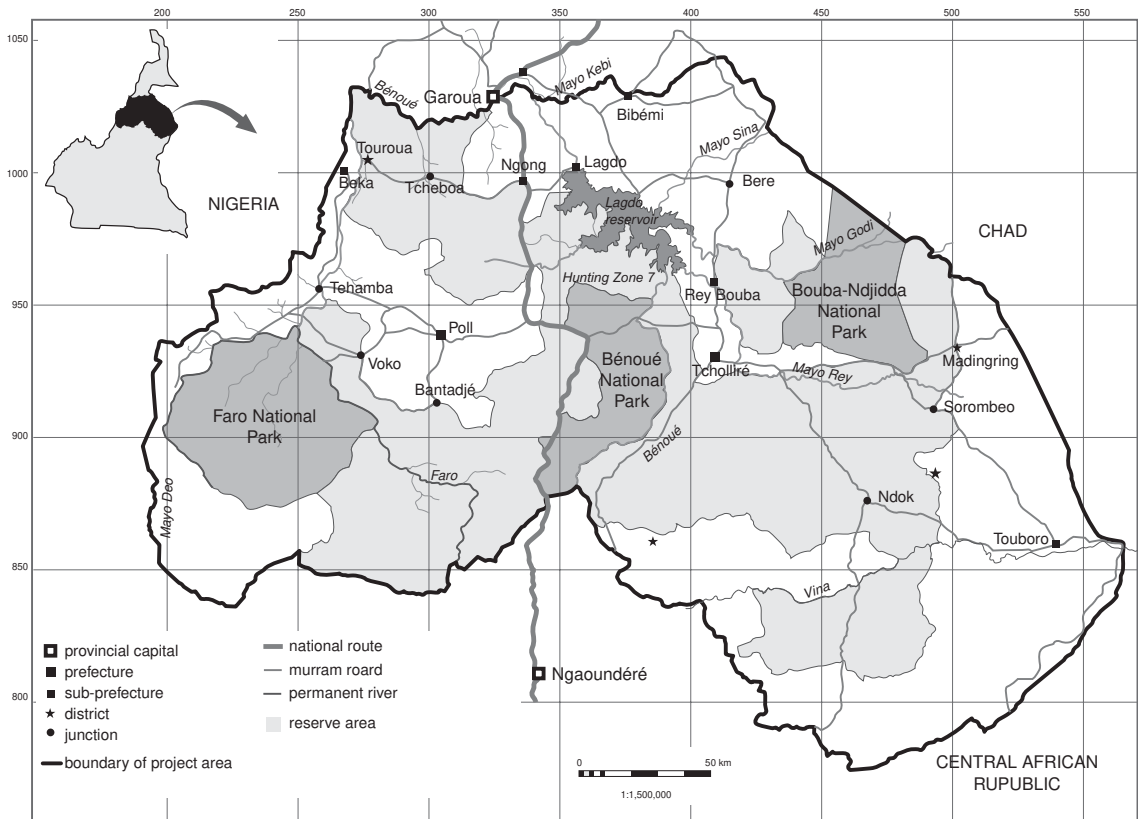 200 250 300 350 400 450 500 550
1050
1000
950
900
850
800
Bénoué
Mayo Kebi
Garoua
Bibémi
Mayo Sina
Touroua
Ngong
Lagdo
Beka
Tcheboa
Bere
NIGERIA
Lagdo
reservoir
CHAD
Mayo Godi
Hunting Zone 7
Tehamba
Rey Bouba
Bouba-Ndjidda
National
Park
Poll
Voko
Bénoué
National
Park
Tcholliré
Mayo Rey
Madingring
Bantadjé
Sorombeo
Faro National
Park
Bénoué
Faro
Mayo Deo
Ndok
Touboro
Vina
Ngaoundéré
provincial capital
prefecture
sub-prefecture
district
junction
boundary of project area
national route
murram roard
permanent river
reserve area
0 50 km
1:1,500,000
CENTRAL AFRICAN
RUPUBLIC